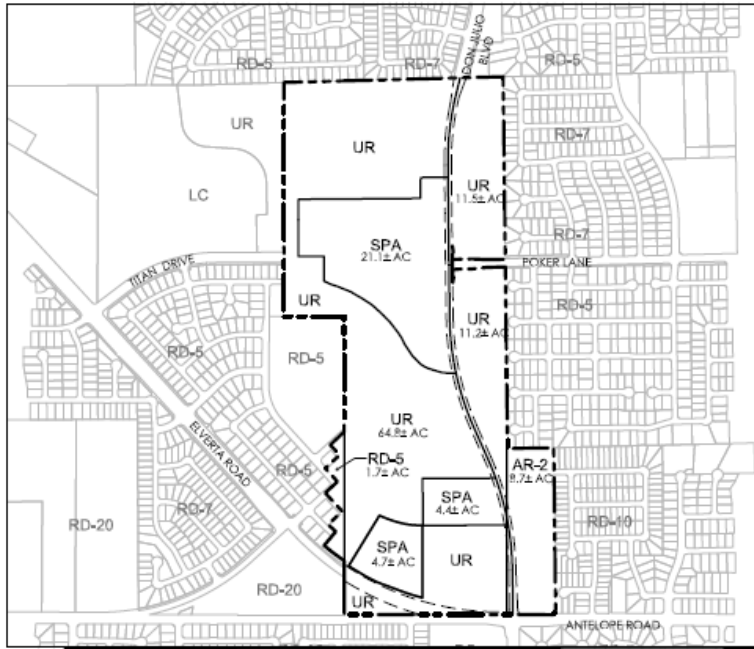 DON JULIO
BLVD
RD-5
RD-7
RD-5
UR
UR
RD-7
LC
UR
11.5± AC
SPA
21.1± AC
RD-7
TITAN DRIVE
POKER LANE
UR
RD-5
UR
11.2± AC
RD-5
RD-5
UR
64.8± AC
ELVERTA ROAD
RD-5
RD-5
1.7± AC
AR-2
8.7± AC
SPA
4.4± AC
RD-20
RD-7
RD-10
SPA
4.7± AC
UR
RD-20
UR
ANTELOPE ROAD